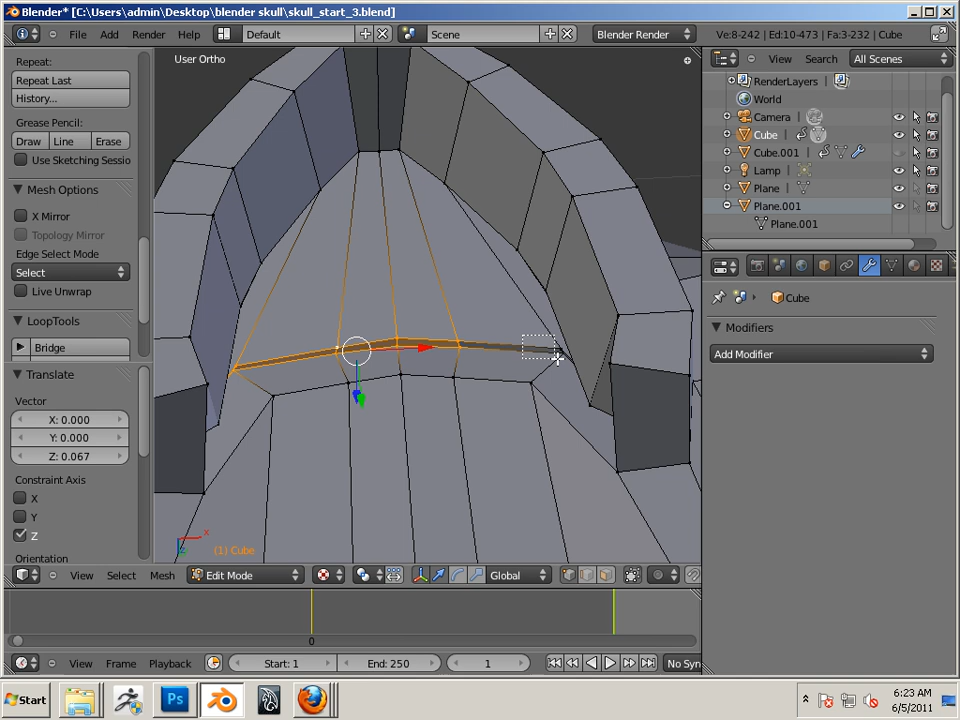 Blender* [C:\Users\admin\Desktop\blender skull\skull_start_3.blend]
File Add Render Help Default Scene Blender Render Ve:8-242 | Ed:10-473 | Fa:3-232 | Cube
Repeat:
Repeat Last
History...
Grease Pencil:
Draw Line Erase
Use Sketching Sessio
Mesh Options
X Mirror
Topology Mirror
Edge Select Mode
Select
Live Unwrap
LoopTools
Bridge
Translate
Vector
X: 0.000
Y: 0.000
Z: 0.067
Constraint Axis
X
Y
Z
Orientation
User Ortho
x
(1) Cube
View Search All Scenes
RenderLayers
World
Camera
Cube
Cube.001
Lamp
Plane
Plane.001
Plane.001
Cube
Modifiers
Add Modifier
View Select Mesh Edit Mode Global
0
View Frame Playback Start: 1 End: 250 1 No Syn
Start Ps 6:23 AM
6/5/2011